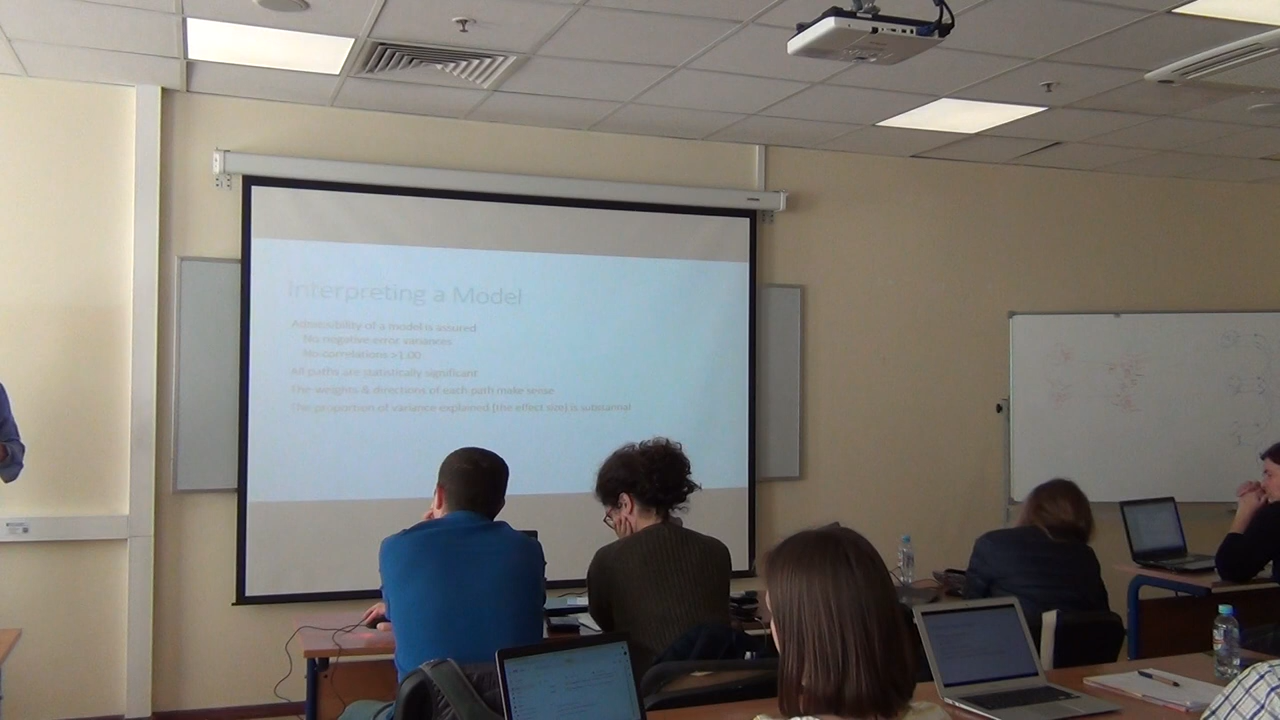 Interpreting a Model
Admissibility of a model is assured
No negative error variances
No correlations >1.00
All paths are statistically significant
The weights & directions of each path make sense
The proportion of variance explained (the effect size) is substantial